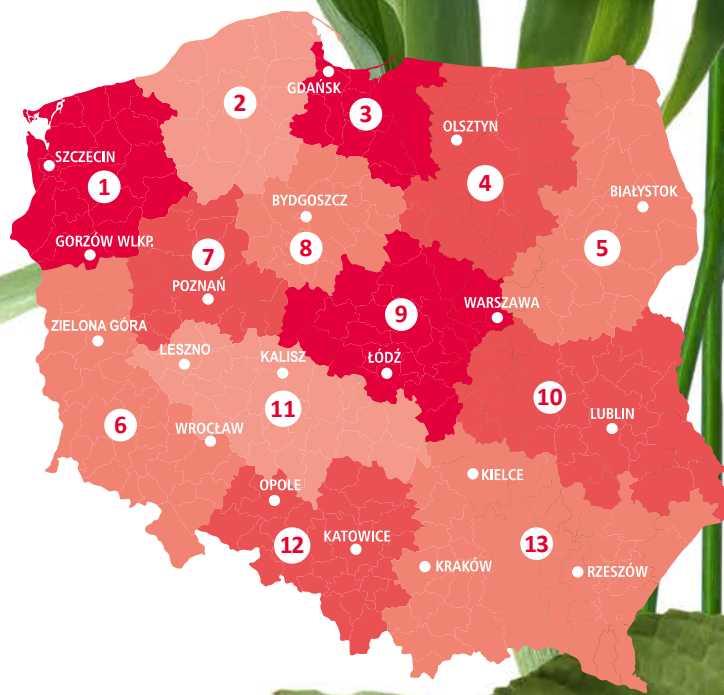 GDAŃSK
2
3
OLSZTYN
4
SZCZECIN
1
BIAŁYSTOK
BYDGOSZCZ
5
GORZÓW WLKP.
7
8
POZNAŃ
9
WARSZAWA
ZIELONA GÓRA
LESZNO
KALISZ
ŁÓDŹ
10
6
11
LUBLIN
WROCŁAW
KIELCE
OPOLE
12
KATOWICE
13
KRAKÓW
RZESZÓW